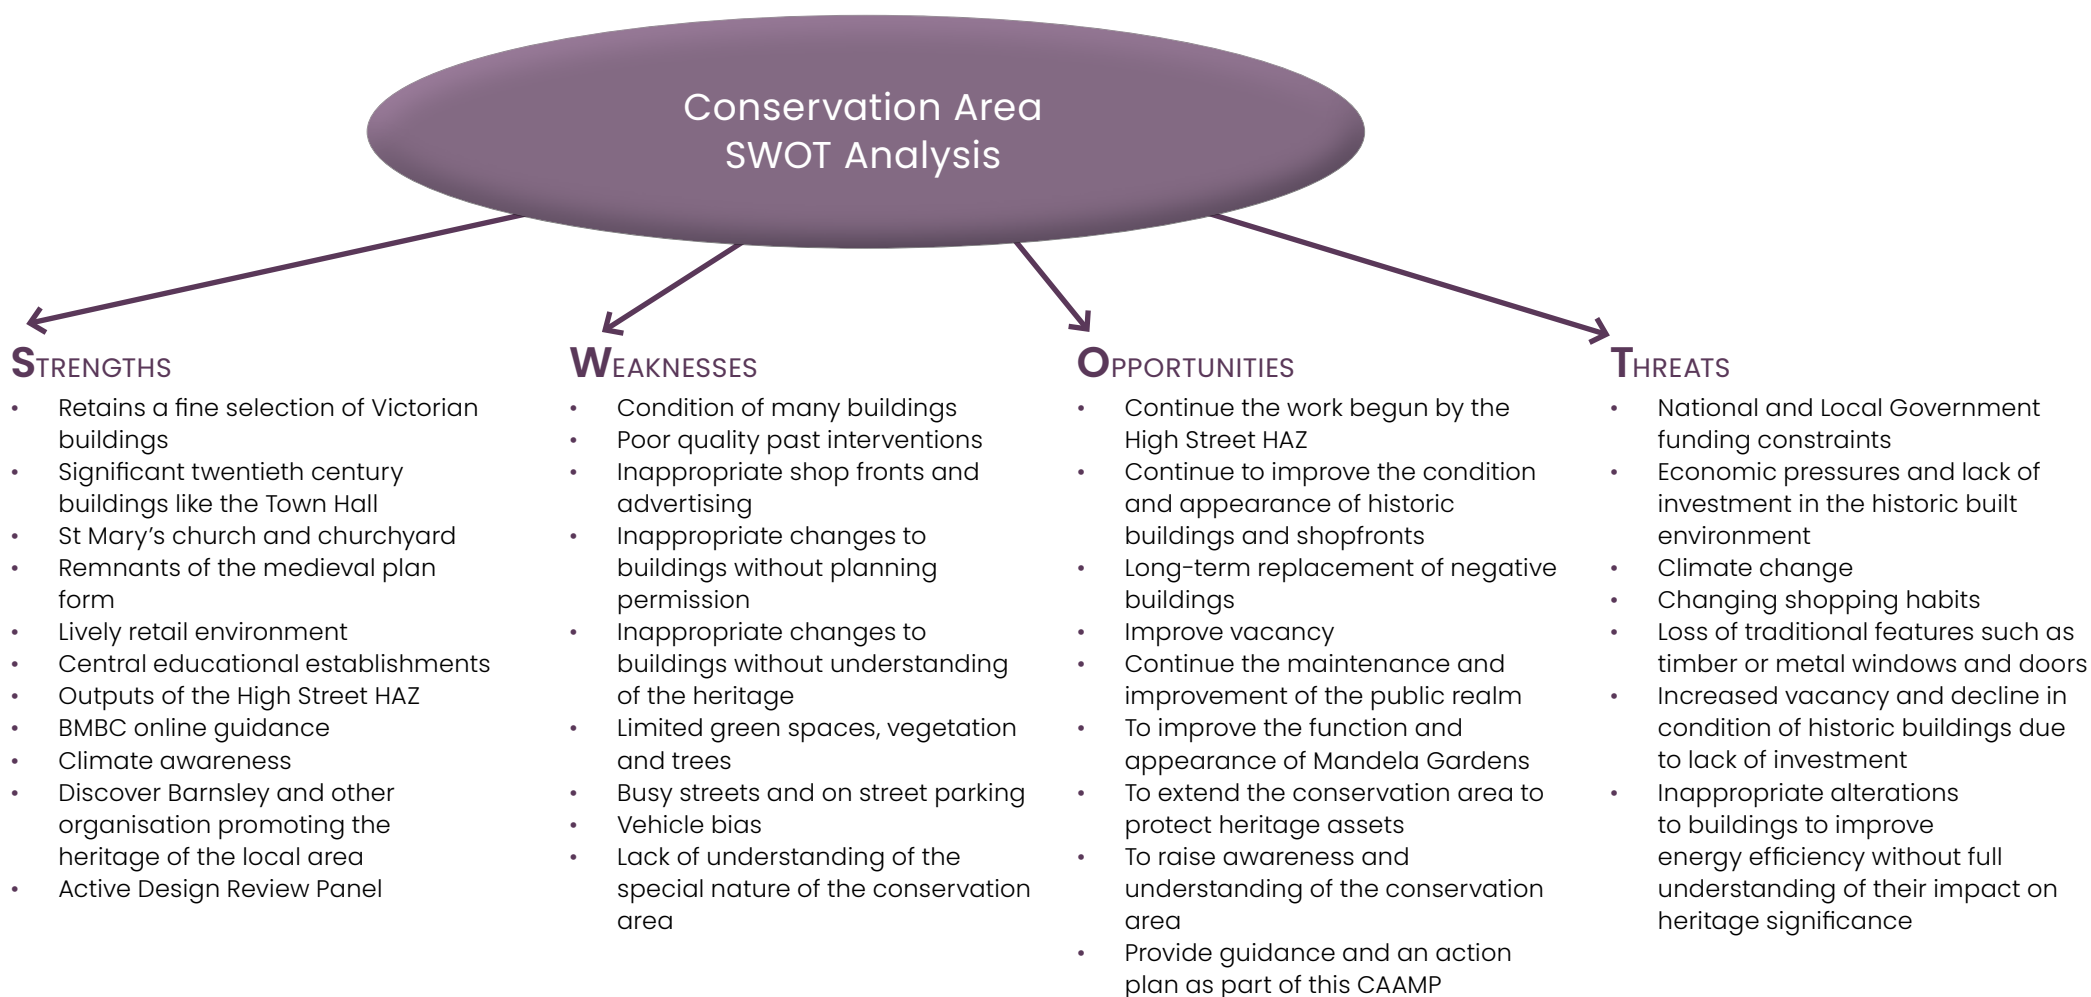 Conservation Area
SWOT Analysis
STRENGTHS
• Retains a fine selection of Victorian
buildings
• Significant twentieth century
buildings like the Town Hall
• St Mary’s church and churchyard
• Remnants of the medieval plan
form
• Lively retail environment
• Central educational establishments
• Outputs of the High Street HAZ
• BMBC online guidance
• Climate awareness
• Discover Barnsley and other
organisation promoting the
heritage of the local area
• Active Design Review Panel
WEAKNESSES
• Condition of many buildings
• Poor quality past interventions
• Inappropriate shop fronts and
advertising
• Inappropriate changes to
buildings without planning
permission
• Inappropriate changes to
buildings without understanding
of the heritage
• Limited green spaces, vegetation
and trees
• Busy streets and on street parking
• Vehicle bias
• Lack of understanding of the
special nature of the conservation
area
OPPORTUNITIES
• Continue the work begun by the
High Street HAZ
• Continue to improve the condition
and appearance of historic
buildings and shopfronts
• Long-term replacement of negative
buildings
• Improve vacancy
• Continue the maintenance and
improvement of the public realm
• To improve the function and
appearance of Mandela Gardens
• To extend the conservation area to
protect heritage assets
• To raise awareness and
understanding of the conservation
area
• Provide guidance and an action
plan as part of this CAAMP
THREATS
• National and Local Government
funding constraints
• Economic pressures and lack of
investment in the historic built
environment
• Climate change
• Changing shopping habits
• Loss of traditional features such as
timber or metal windows and doors
• Increased vacancy and decline in
condition of historic buildings due
to lack of investment
• Inappropriate alterations
to buildings to improve
energy efficiency without full
understanding of their impact on
heritage significance